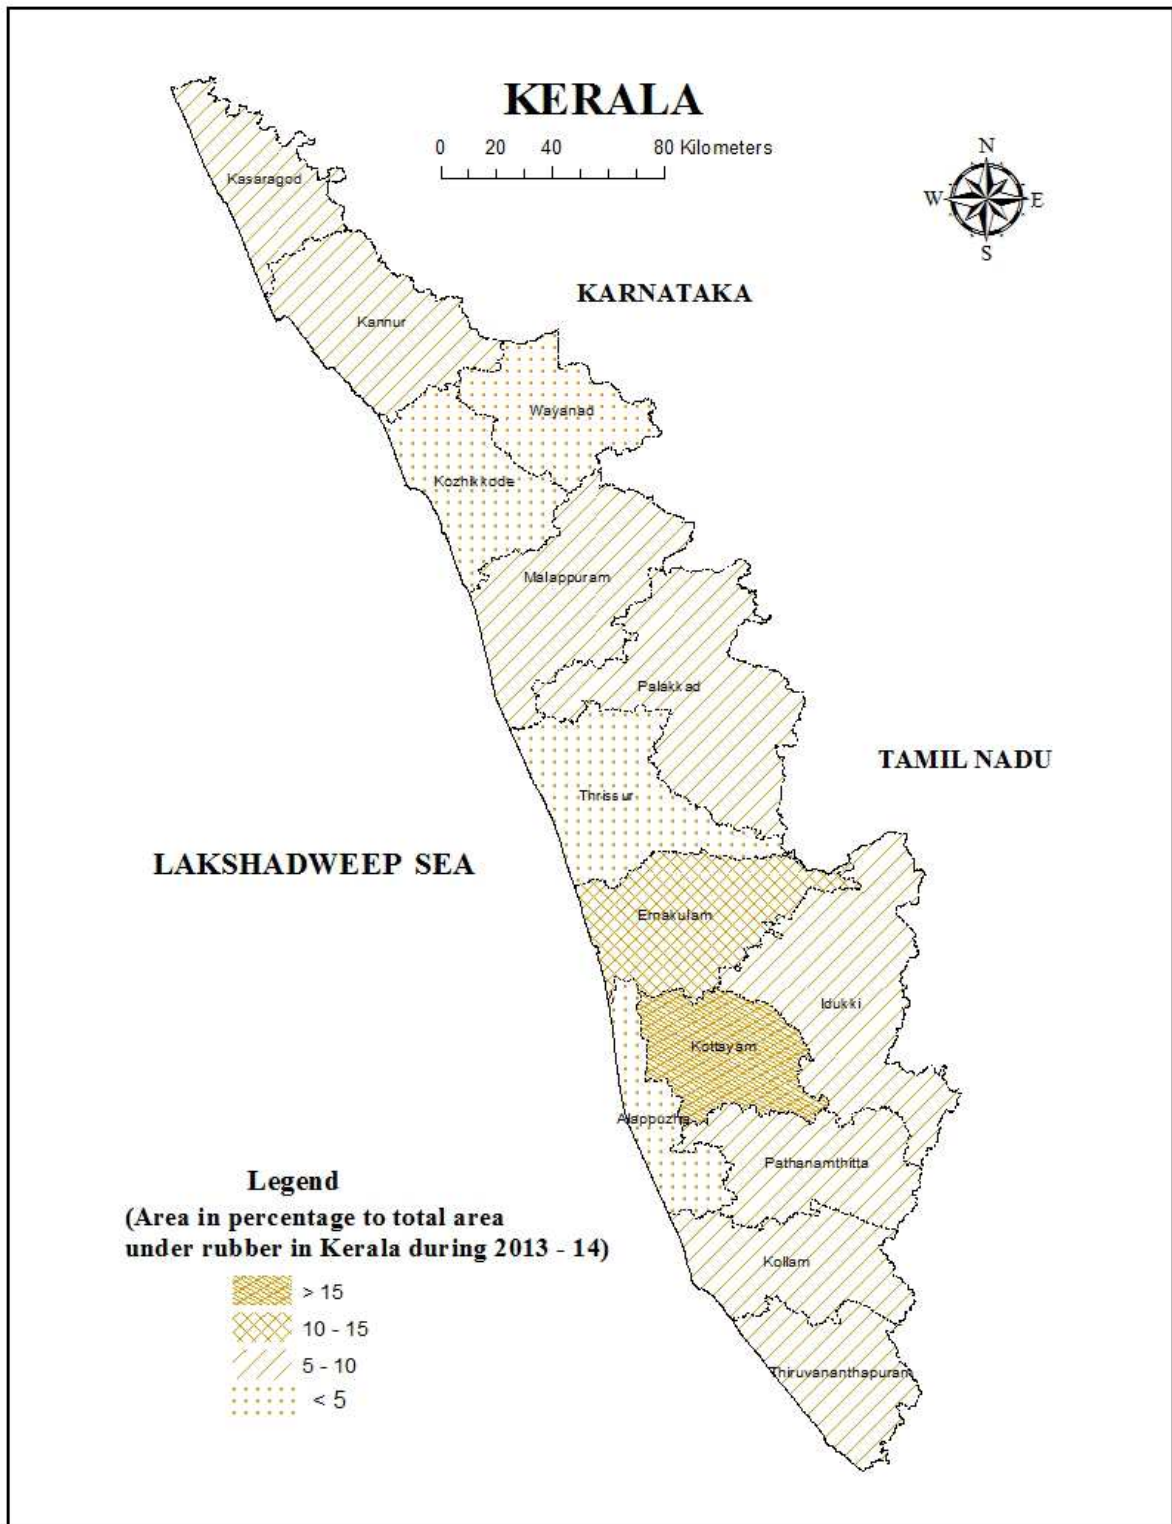 KERALA
0 20 40 80 Kilometers
N
W E
S
Kasaragod
KARNATAKA
Kannur
Wayanad
Kozhikkode
Malappuram
Palakkad
TAMIL NADU
Thrissur
LAKSHADWEEP SEA
Ernakulam
Idukki
Kottayam
Alappuzha
Pathanamthitta
Legend
(Area in percentage to total area
under rubber in Kerala during 2013 - 14)
Kollam
> 15
10 - 15
5 - 10
Thiruvananthapuram
< 5